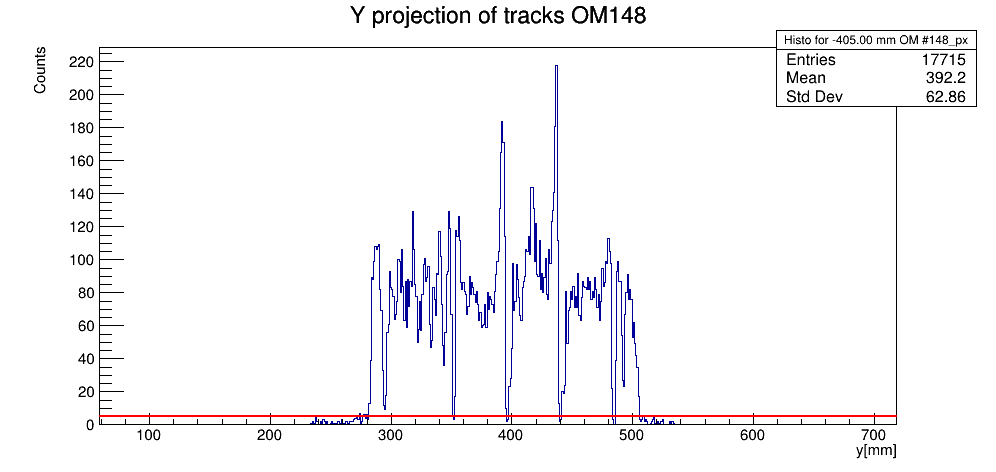 Y projection of tracks OM148
Histo for -405.00 mm OM #148_px
Entries 17715
Mean 392.2
Std Dev 62.86
Counts
220
200
180
160
140
120
100
80
60
40
20
0
100 200 300 400 500 600 700
y[mm]